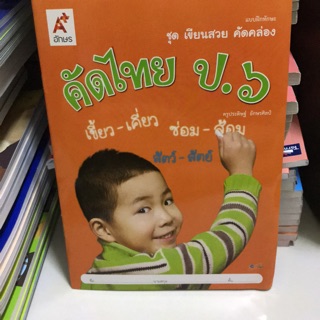 อักษร
แบบฝึกทักษะ
ชุด เขียนสวย คัดคล่อง
คัดไทย ป.๖
เขี้ยว-เคี่ยว ซ่อม-ส้อม
สัตว์-สัตย์